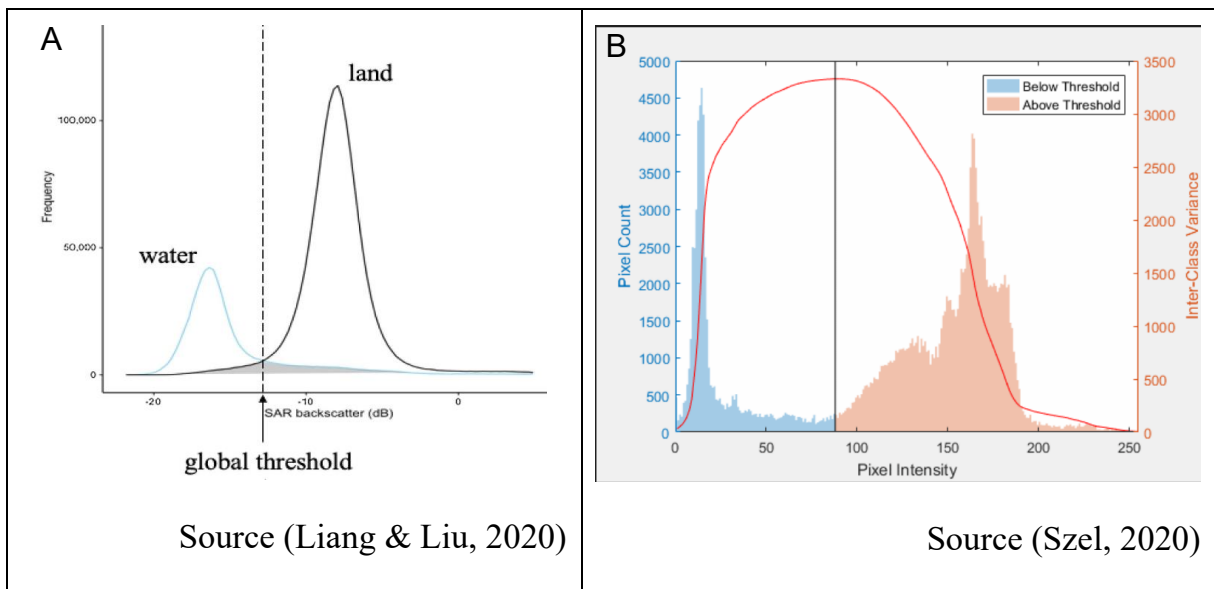 A
land
100,000
Frequency
water
50,000
0
-20
-10
0
SAR backscatter (dB)
global threshold
Source (Liang & Liu, 2020)
B
5000
4500
4000
3500
3000
2500
2000
1500
1000
500
0
Pixel Count
Below Threshold
Above Threshold
3500
3000
2500
2000
1500
1000
500
0
Inter-Class Variance
0
50
100
150
200
250
Pixel Intensity
Source (Szel, 2020)